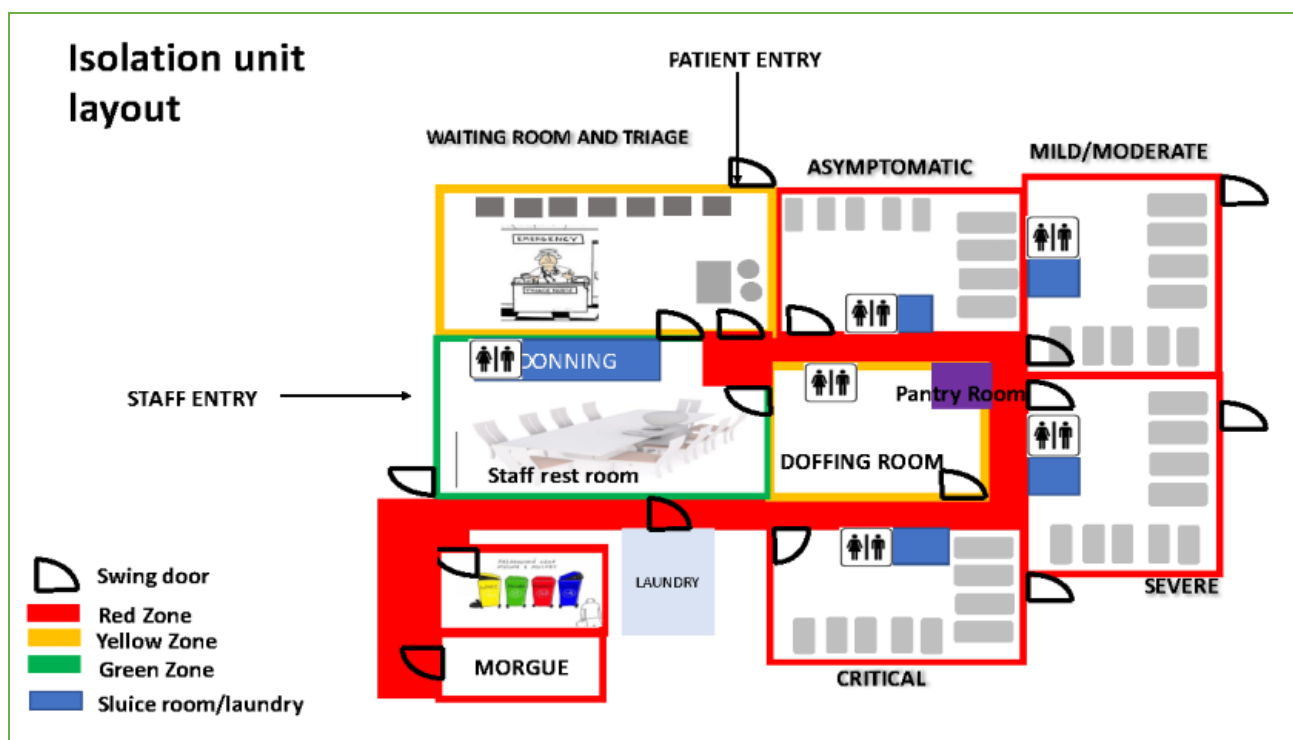 Isolation unit
layout
PATIENT ENTRY
WAITING ROOM AND TRIAGE
ASYMPTOMATIC
MILD/MODERATE
EMERGENCY
TRIAGE NURSE
DONNING
STAFF ENTRY
Pantry Room
Staff rest room
DOFFING ROOM
LAUNDRY
SEVERE
MORGUE
CRITICAL
Swing door
Red Zone
Yellow Zone
Green Zone
Sluice room/laundry